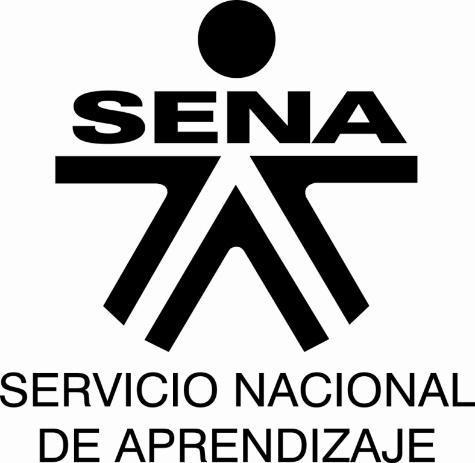 SENA
SERVICIO NACIONAL
DE APRENDIZAJE